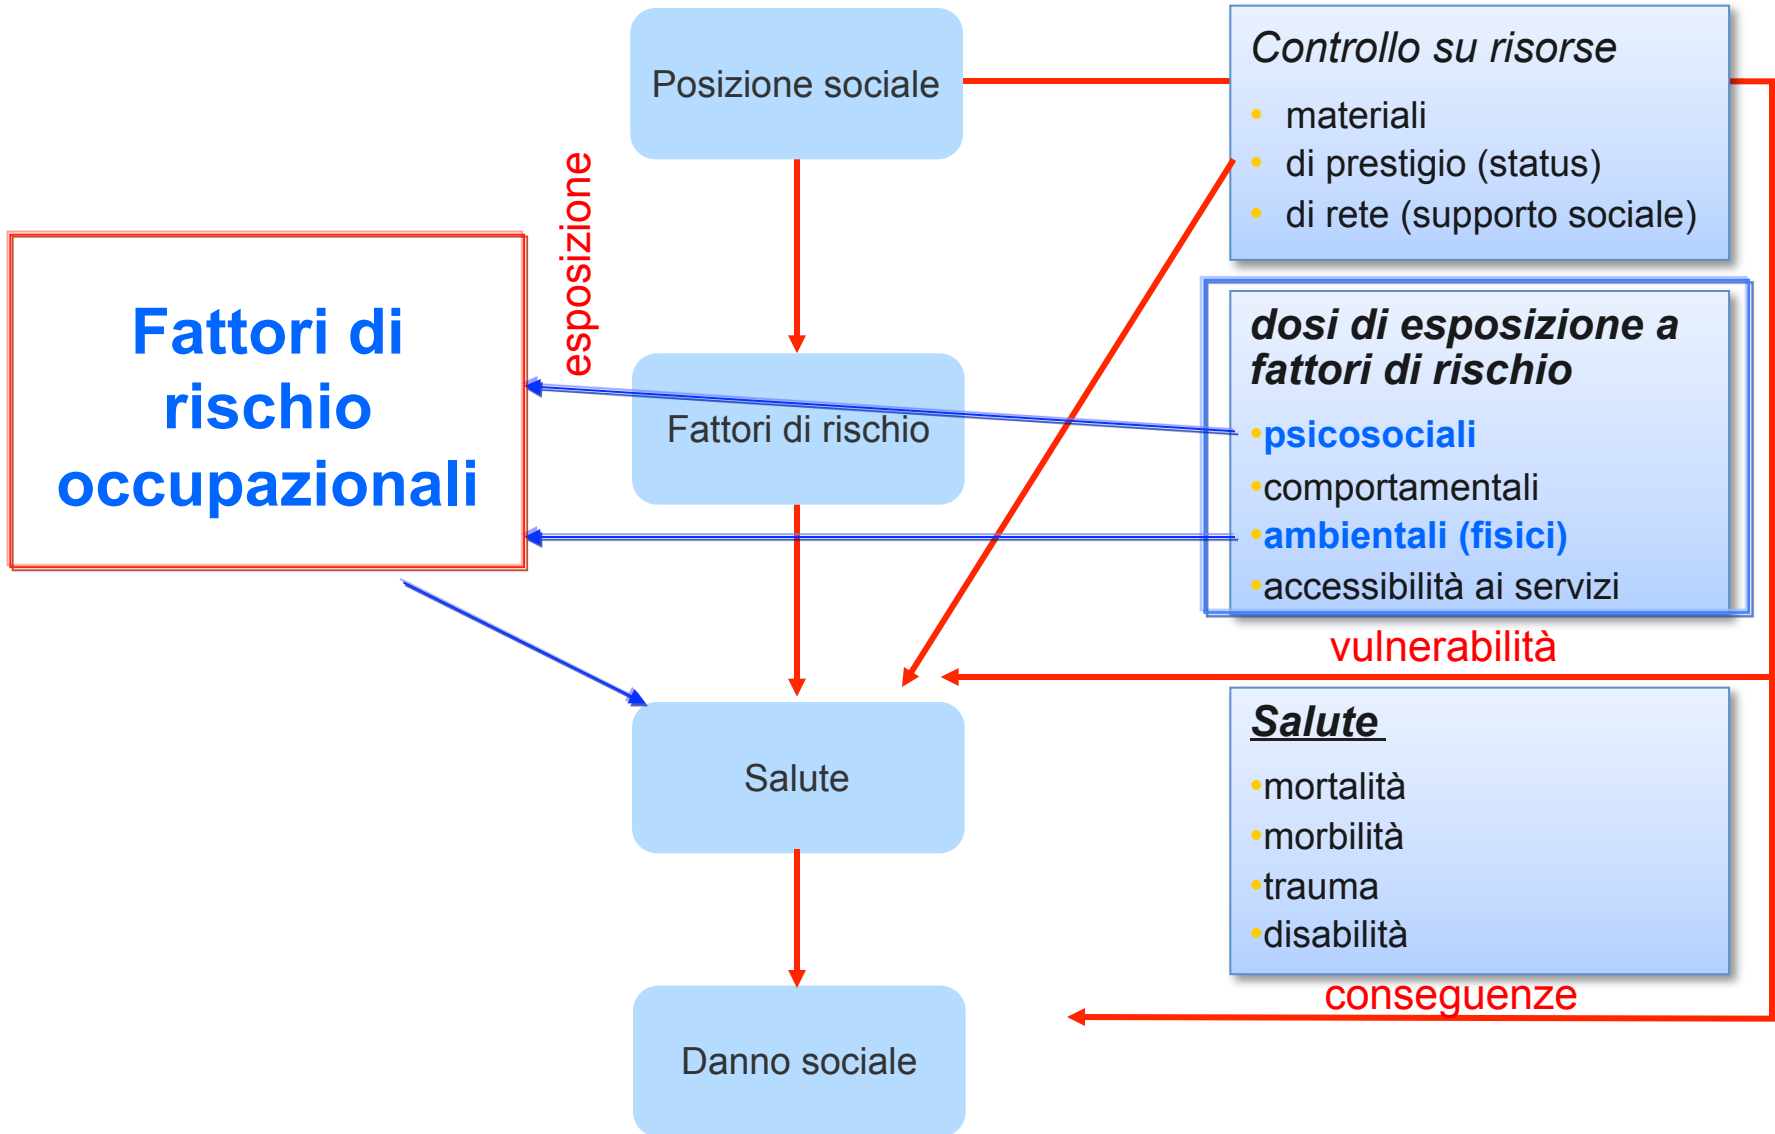 Posizione sociale
Controllo su risorse
• materiali
• di prestigio (status)
• di rete (supporto sociale)
esposizione
Fattori di
rischio
occupazionali
Fattori di rischio
dosi di esposizione a
fattori di rischio
•psicosociali
•comportamentali
•ambientali (fisici)
•accessibilità ai servizi
vulnerabilità
Salute
Salute
•mortalità
•morbilità
•trauma
•disabilità
conseguenze
Danno sociale